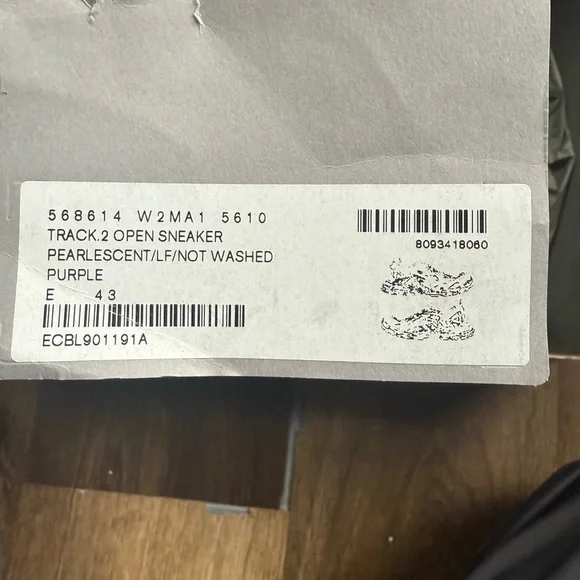 568614 W2MA1 5610
TRACK.2 OPEN SNEAKER
PEARLESCENT/LF/NOT WASHED
PURPLE
E 43
ECBL901191A
8093418060